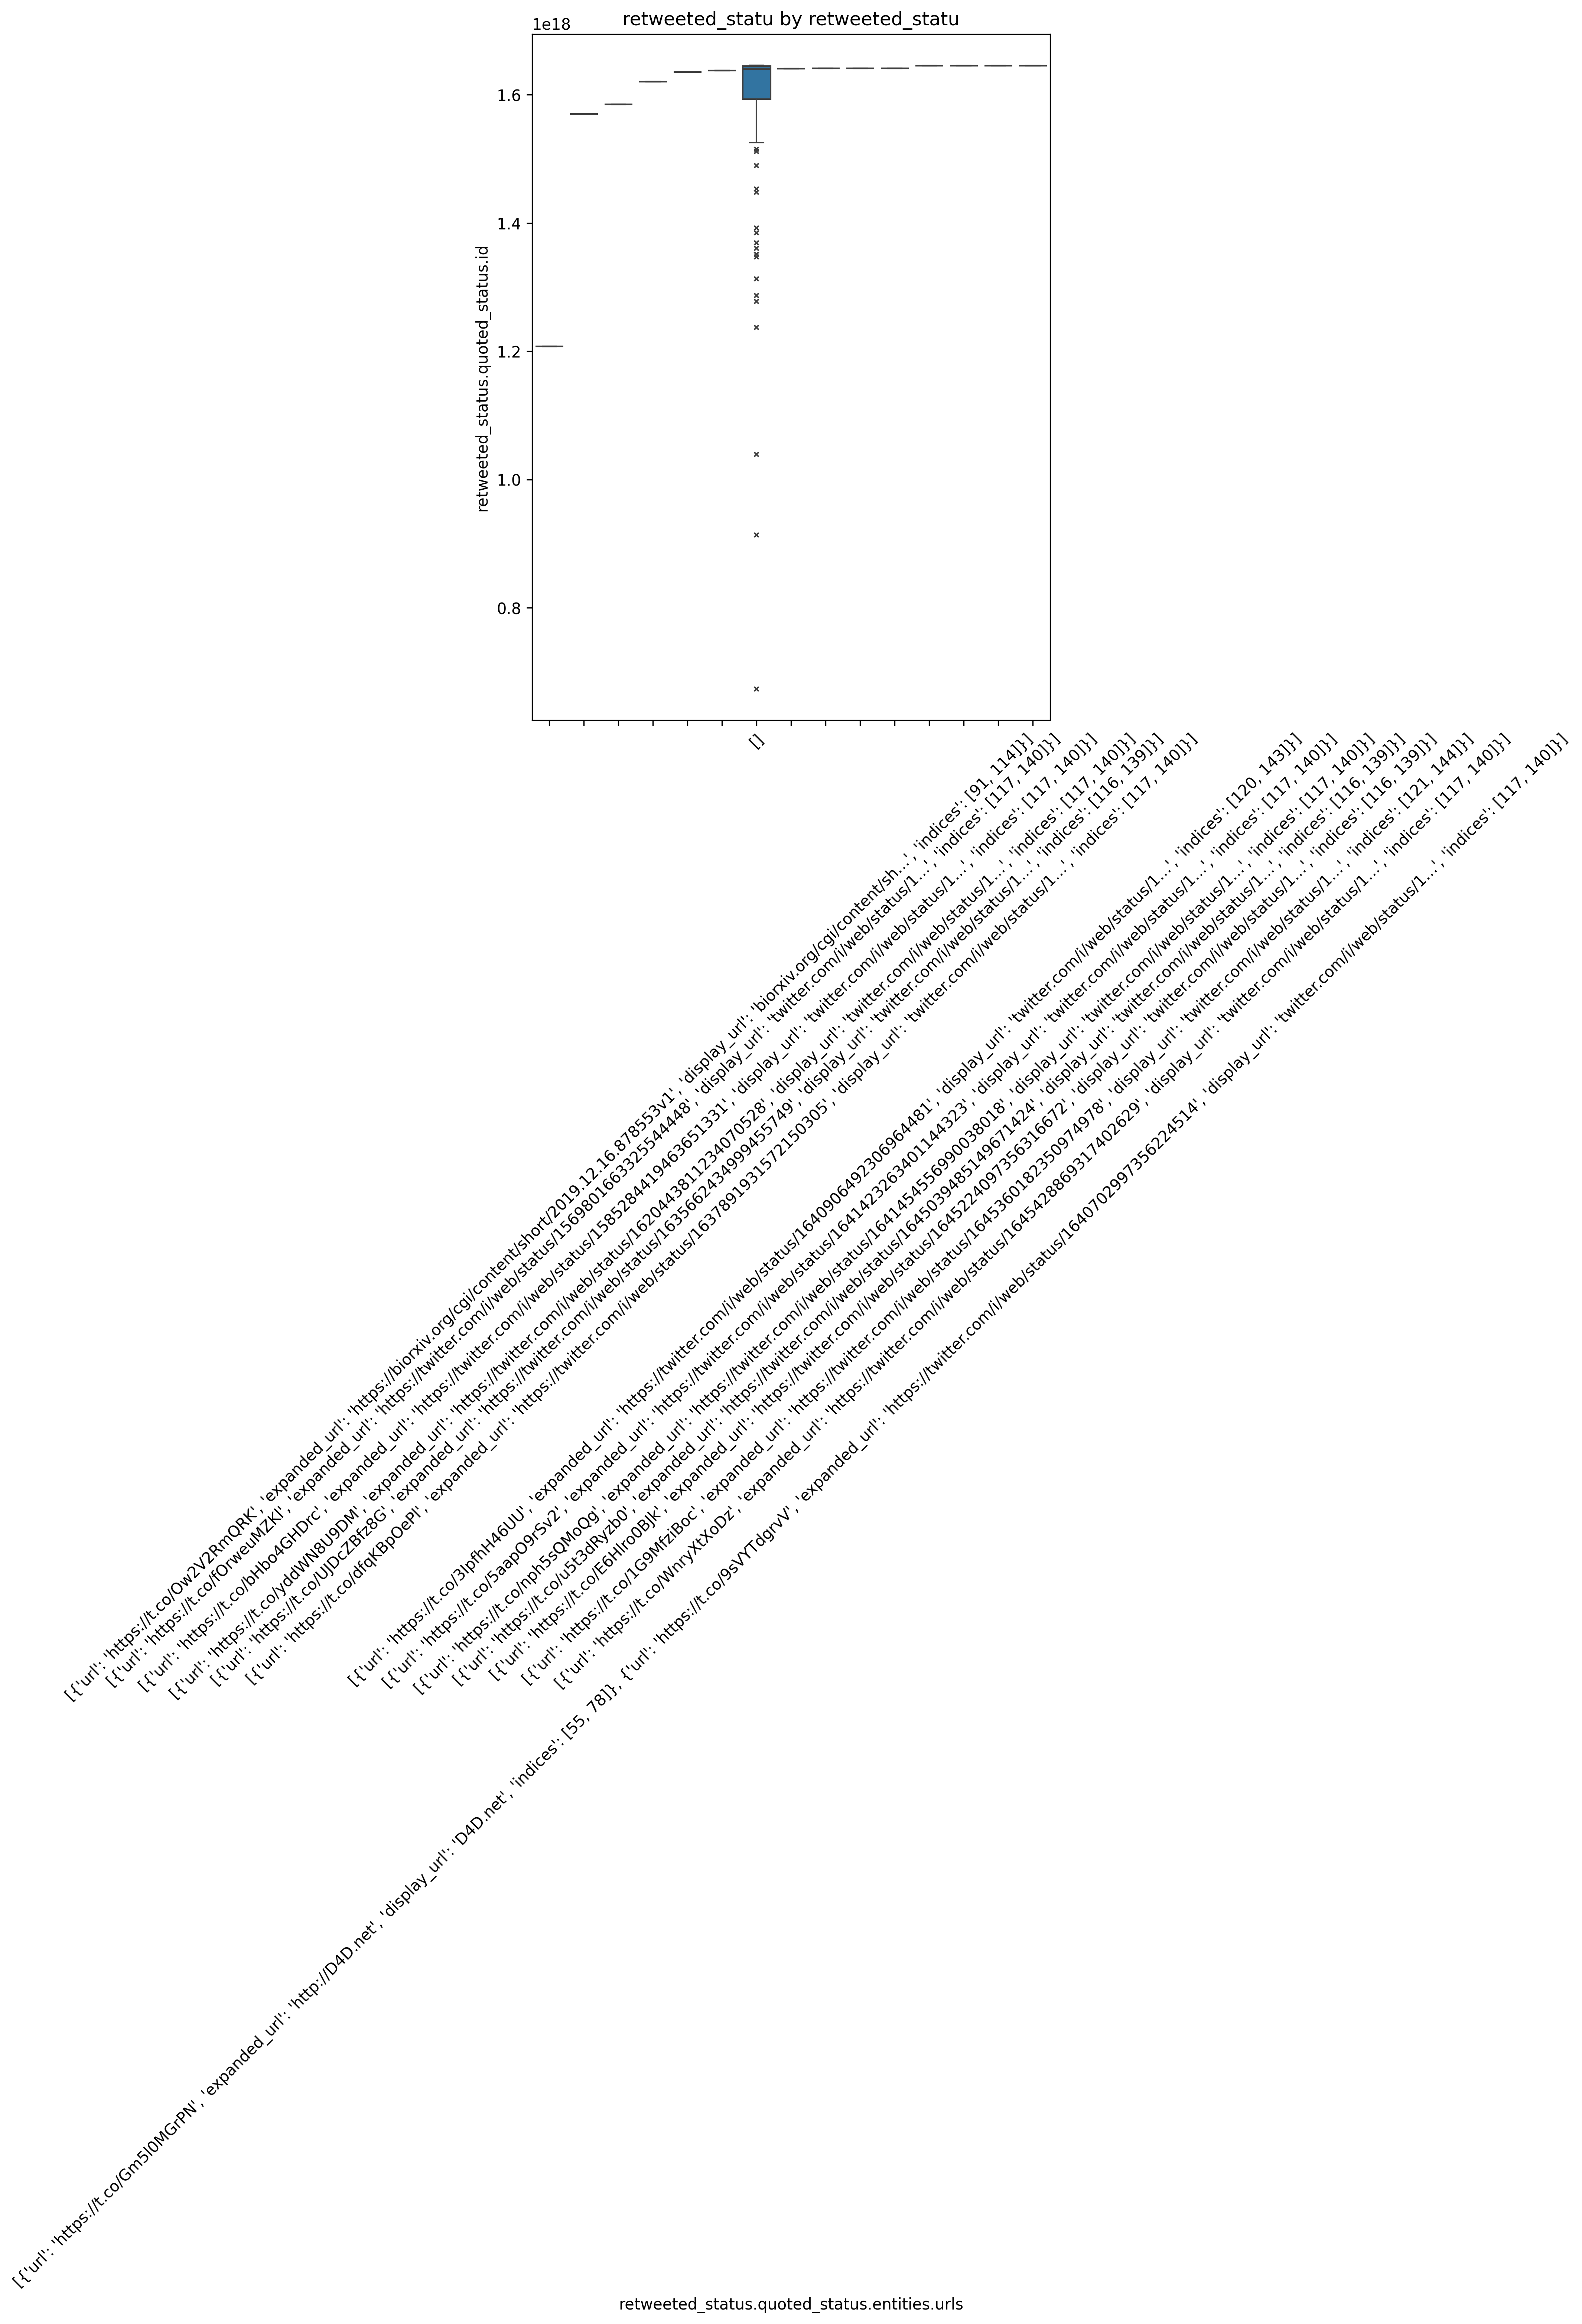 retweeted_statu by retweeted_statu
1e18
1.6
1.4
1.2
1.0
0.8
retweeted_status.quoted_status.id
[{'url': 'https://t.co/Ow2V2RmQRK', 'expanded_url': 'https://biorxiv.org/cgi/content/short/2019.12.16.878553v1', 'display_url': 'biorxiv.org/cgi/content/sh…', 'indices': [91, 114]}]
[{'url': 'https://t.co/fOrweuMZKl', 'expanded_url': 'https://twitter.com/i/web/status/1569801663325544448', 'display_url': 'twitter.com/i/web/status/1…', 'indices': [117, 140]}]
[{'url': 'https://t.co/bHbo4GHDrc', 'expanded_url': 'https://twitter.com/i/web/status/1585284419463651331', 'display_url': 'twitter.com/i/web/status/1…', 'indices': [117, 140]}]
[{'url': 'https://t.co/yddWN8U9DM', 'expanded_url': 'https://twitter.com/i/web/status/1620443811234070528', 'display_url': 'twitter.com/i/web/status/1…', 'indices': [117, 140]}]
[{'url': 'https://t.co/UJDcZBfz8G', 'expanded_url': 'https://twitter.com/i/web/status/1635662434999455749', 'display_url': 'twitter.com/i/web/status/1…', 'indices': [116, 139]}]
[{'url': 'https://t.co/dfqKBpOePl', 'expanded_url': 'https://twitter.com/i/web/status/1637891931572150305', 'display_url': 'twitter.com/i/web/status/1…', 'indices': [117, 140]}]
[]
[{'url': 'https://t.co/Gm5l0MGrPN', 'expanded_url': 'http://D4D.net', 'display_url': 'D4D.net', 'indices': [55, 78]}, {'url': 'https://t.co/9sVYTdgrvV', 'expanded_url': 'https://twitter.com/i/web/status/1640702997356224514', 'display_url': 'twitter.com/i/web/status/1…', 'indices': [117, 140]}]
[{'url': 'https://t.co/3lpfhH46UU', 'expanded_url': 'https://twitter.com/i/web/status/1640906492306964481', 'display_url': 'twitter.com/i/web/status/1…', 'indices': [120, 143]}]
[{'url': 'https://t.co/5aapO9rSv2', 'expanded_url': 'https://twitter.com/i/web/status/1641423263401144323', 'display_url': 'twitter.com/i/web/status/1…', 'indices': [117, 140]}]
[{'url': 'https://t.co/nph5sQMoQg', 'expanded_url': 'https://twitter.com/i/web/status/1641454556990038018', 'display_url': 'twitter.com/i/web/status/1…', 'indices': [117, 140]}]
[{'url': 'https://t.co/u5t3dRyzb0', 'expanded_url': 'https://twitter.com/i/web/status/1645039485149671424', 'display_url': 'twitter.com/i/web/status/1…', 'indices': [116, 139]}]
[{'url': 'https://t.co/E6Hlro0BJk', 'expanded_url': 'https://twitter.com/i/web/status/1645224097356316672', 'display_url': 'twitter.com/i/web/status/1…', 'indices': [116, 139]}]
[{'url': 'https://t.co/1G9MfziBoc', 'expanded_url': 'https://twitter.com/i/web/status/1645360182350974978', 'display_url': 'twitter.com/i/web/status/1…', 'indices': [121, 144]}]
[{'url': 'https://t.co/WnryXtXoDz', 'expanded_url': 'https://twitter.com/i/web/status/1645428869317402629', 'display_url': 'twitter.com/i/web/status/1…', 'indices': [117, 140]}]
retweeted_status.quoted_status.entities.urls